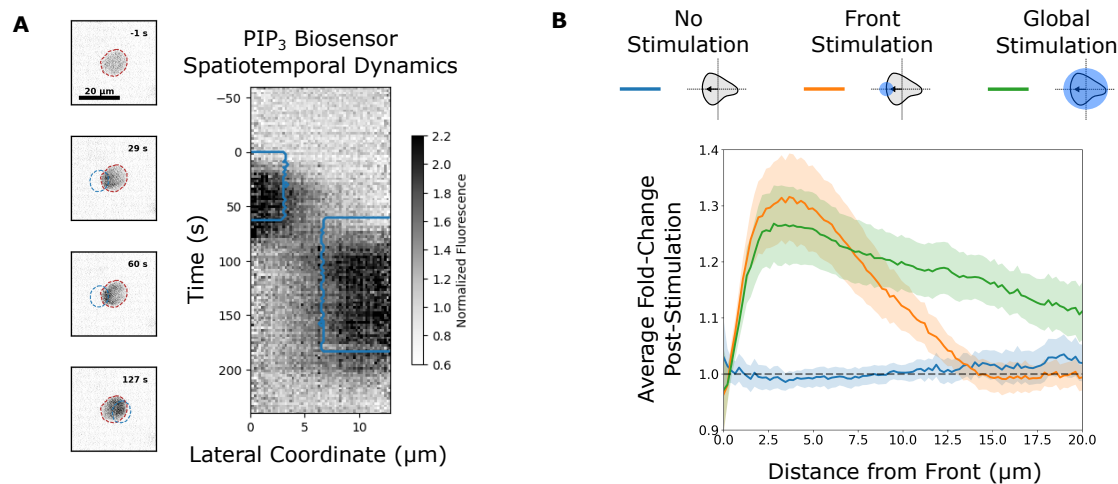 A
-1 s
20 µm
29 s
60 s
127 s
PIP₃ Biosensor
Spatiotemporal Dynamics
−50
0
50
100
150
200
Time (s)
0
5
10
Lateral Coordinate (µm)
2.2
2.0
1.8
1.6
1.4
1.2
1.0
0.8
0.6
Normalized Fluorescence
B
No
Stimulation
Front
Stimulation
Global
Stimulation
1.4
1.3
1.2
1.1
1.0
0.9
Average Fold-Change
Post-Stimulation
0.0
2.5
5.0
7.5
10.0
12.5
15.0
17.5
20.0
Distance from Front (µm)